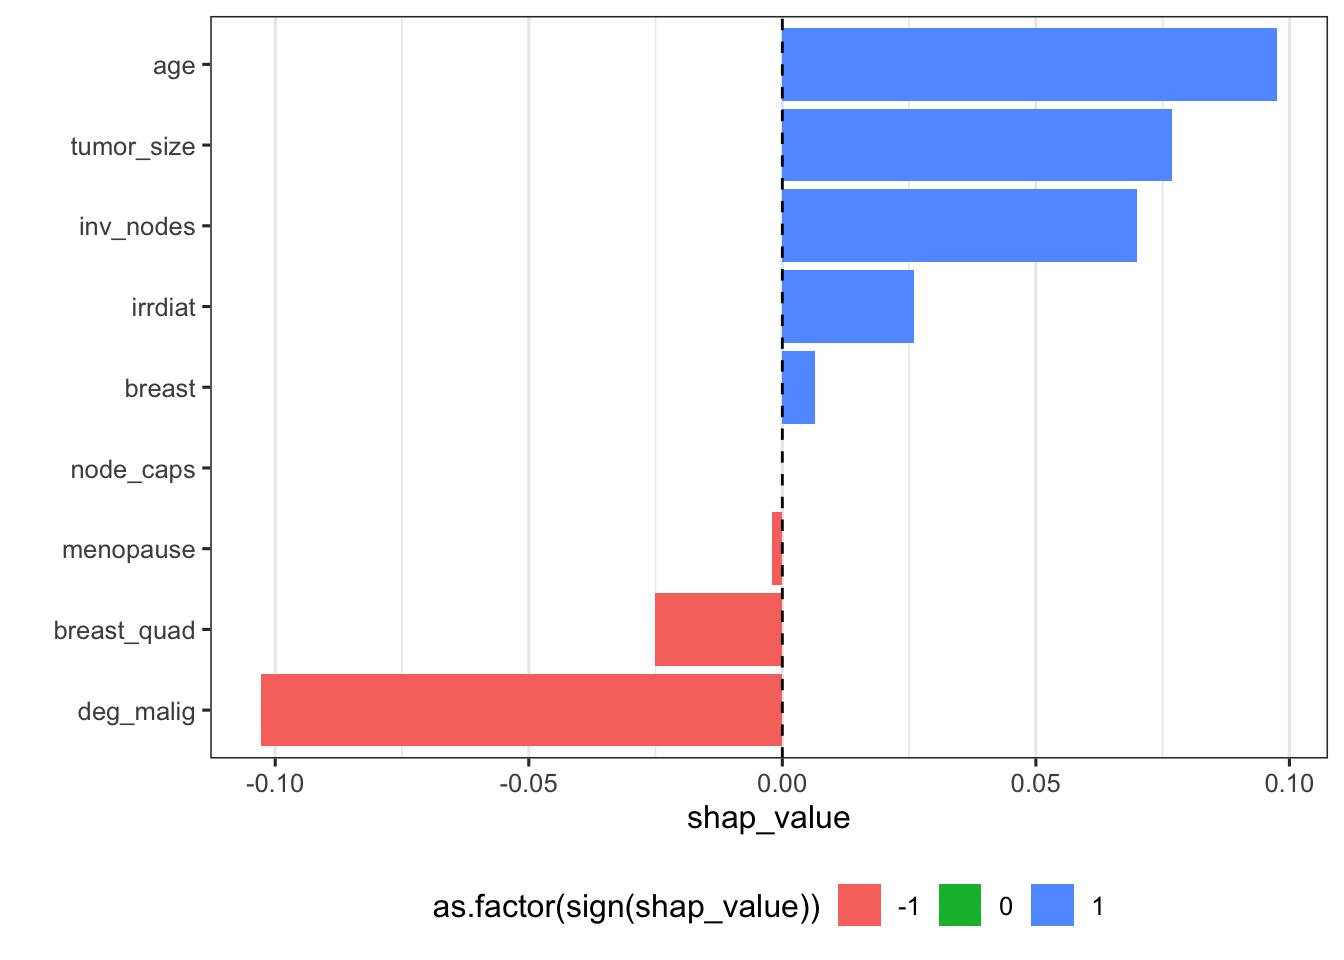 age
tumor_size
inv_nodes
irrdiat
breast
node_caps
menopause
breast_quad
deg_malig
-0.10 -0.05 0.00 0.05 0.10
shap_value
as.factor(sign(shap_value)) -1 0 1